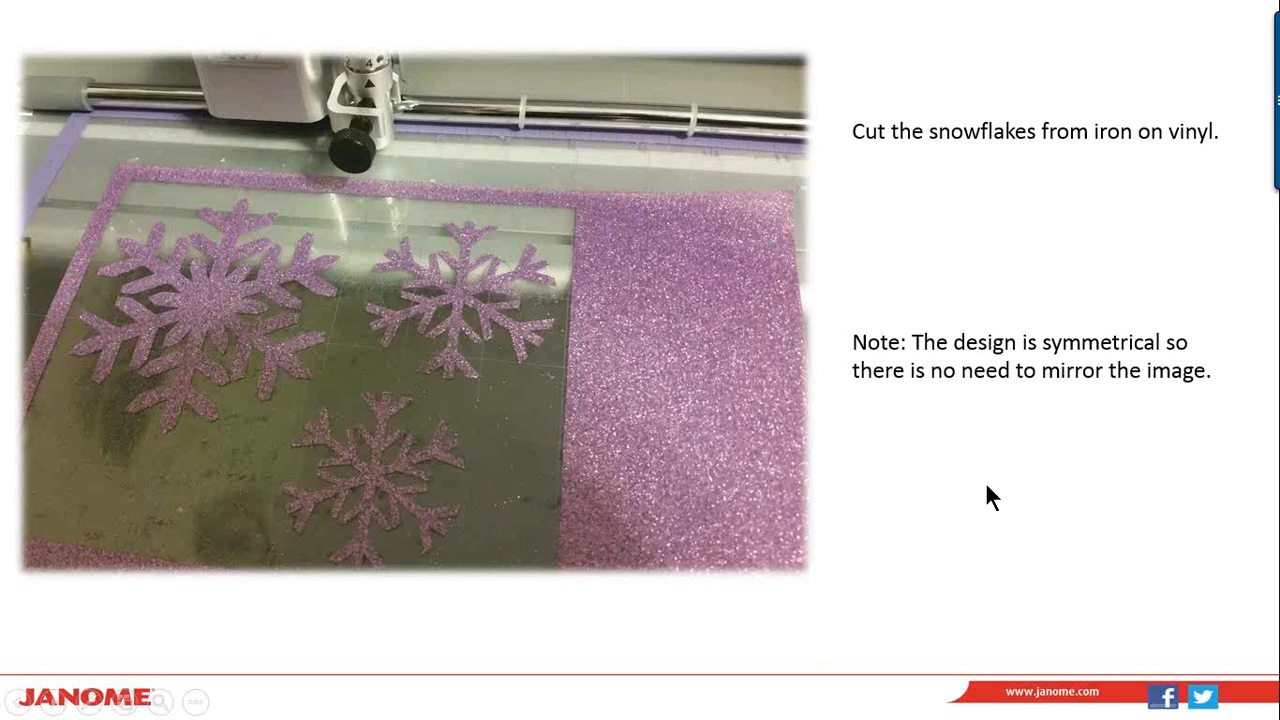 4
Cut the snowflakes from iron on vinyl.
Note: The design is symmetrical so
there is no need to mirror the image.
JANOME
www.janome.com
f